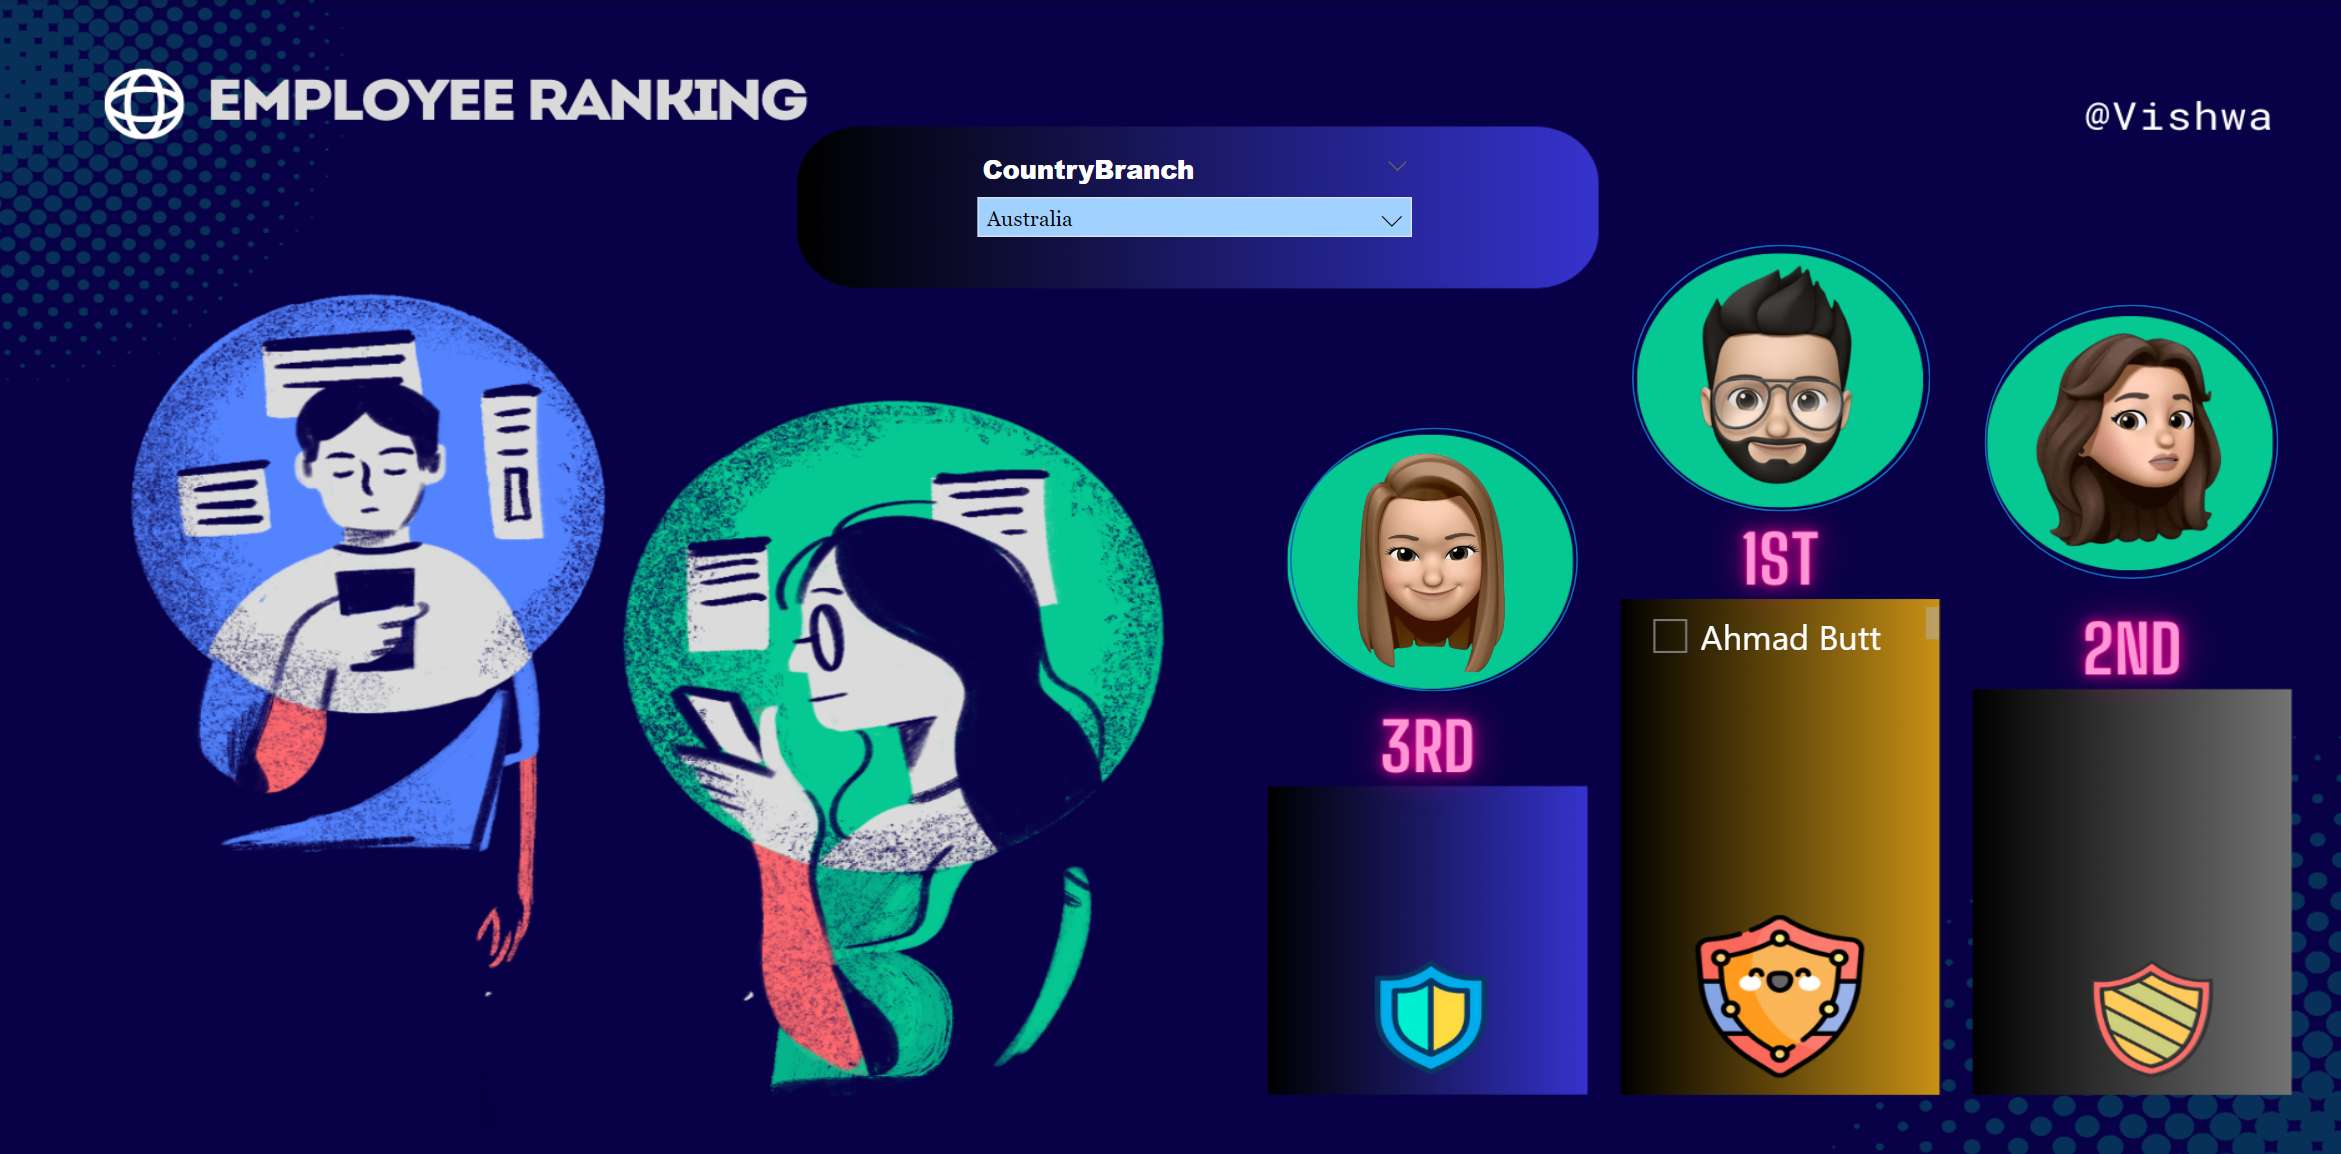 EMPLOYEE RANKING
@Vishwa
CountryBranch
Australia
1ST
Ahmad Butt
2ND
3RD